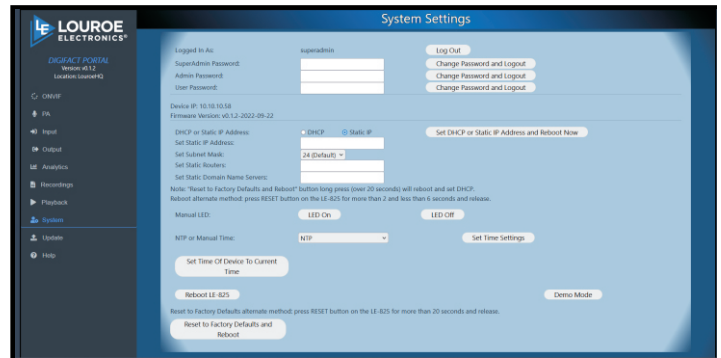 LE LOUROE
ELECTRONICS®
DIGIFACT PORTAL
Version: v0.1.2
Location: LouroeHQ
ONVIF
PA
Input
Output
Analytics
Recordings
Playback
System
Update
Help
System Settings
Logged In As: superadmin Log Out
SuperAdmin Password: Change Password and Logout
Admin Password: Change Password and Logout
User Password: Change Password and Logout
Device IP: 10.10.10.58
Firmware Version: v0.1.2-2022-09-22
DHCP or Static IP Address: DHCP Static IP Set DHCP or Static IP Address and Reboot Now
Set Static IP Address:
Set Subnet Mask: 24 (Default)
Set Static Routers:
Set Static Domain Name Servers:
Note: "Reset to Factory Defaults and Reboot" button long press (over 20 seconds) will reboot and set DHCP.
Reboot alternate method: press RESET button on the LE-825 for more than 2 and less than 6 seconds and release.
Manual LED: LED On LED Off
NTP or Manual Time: NTP Set Time Settings
Set Time Of Device To Current
Time
Reboot LE-825 Demo Mode
Reset to Factory Defaults alternate method: press RESET button on the LE-825 for more than 20 seconds and release.
Reset to Factory Defaults and
Reboot